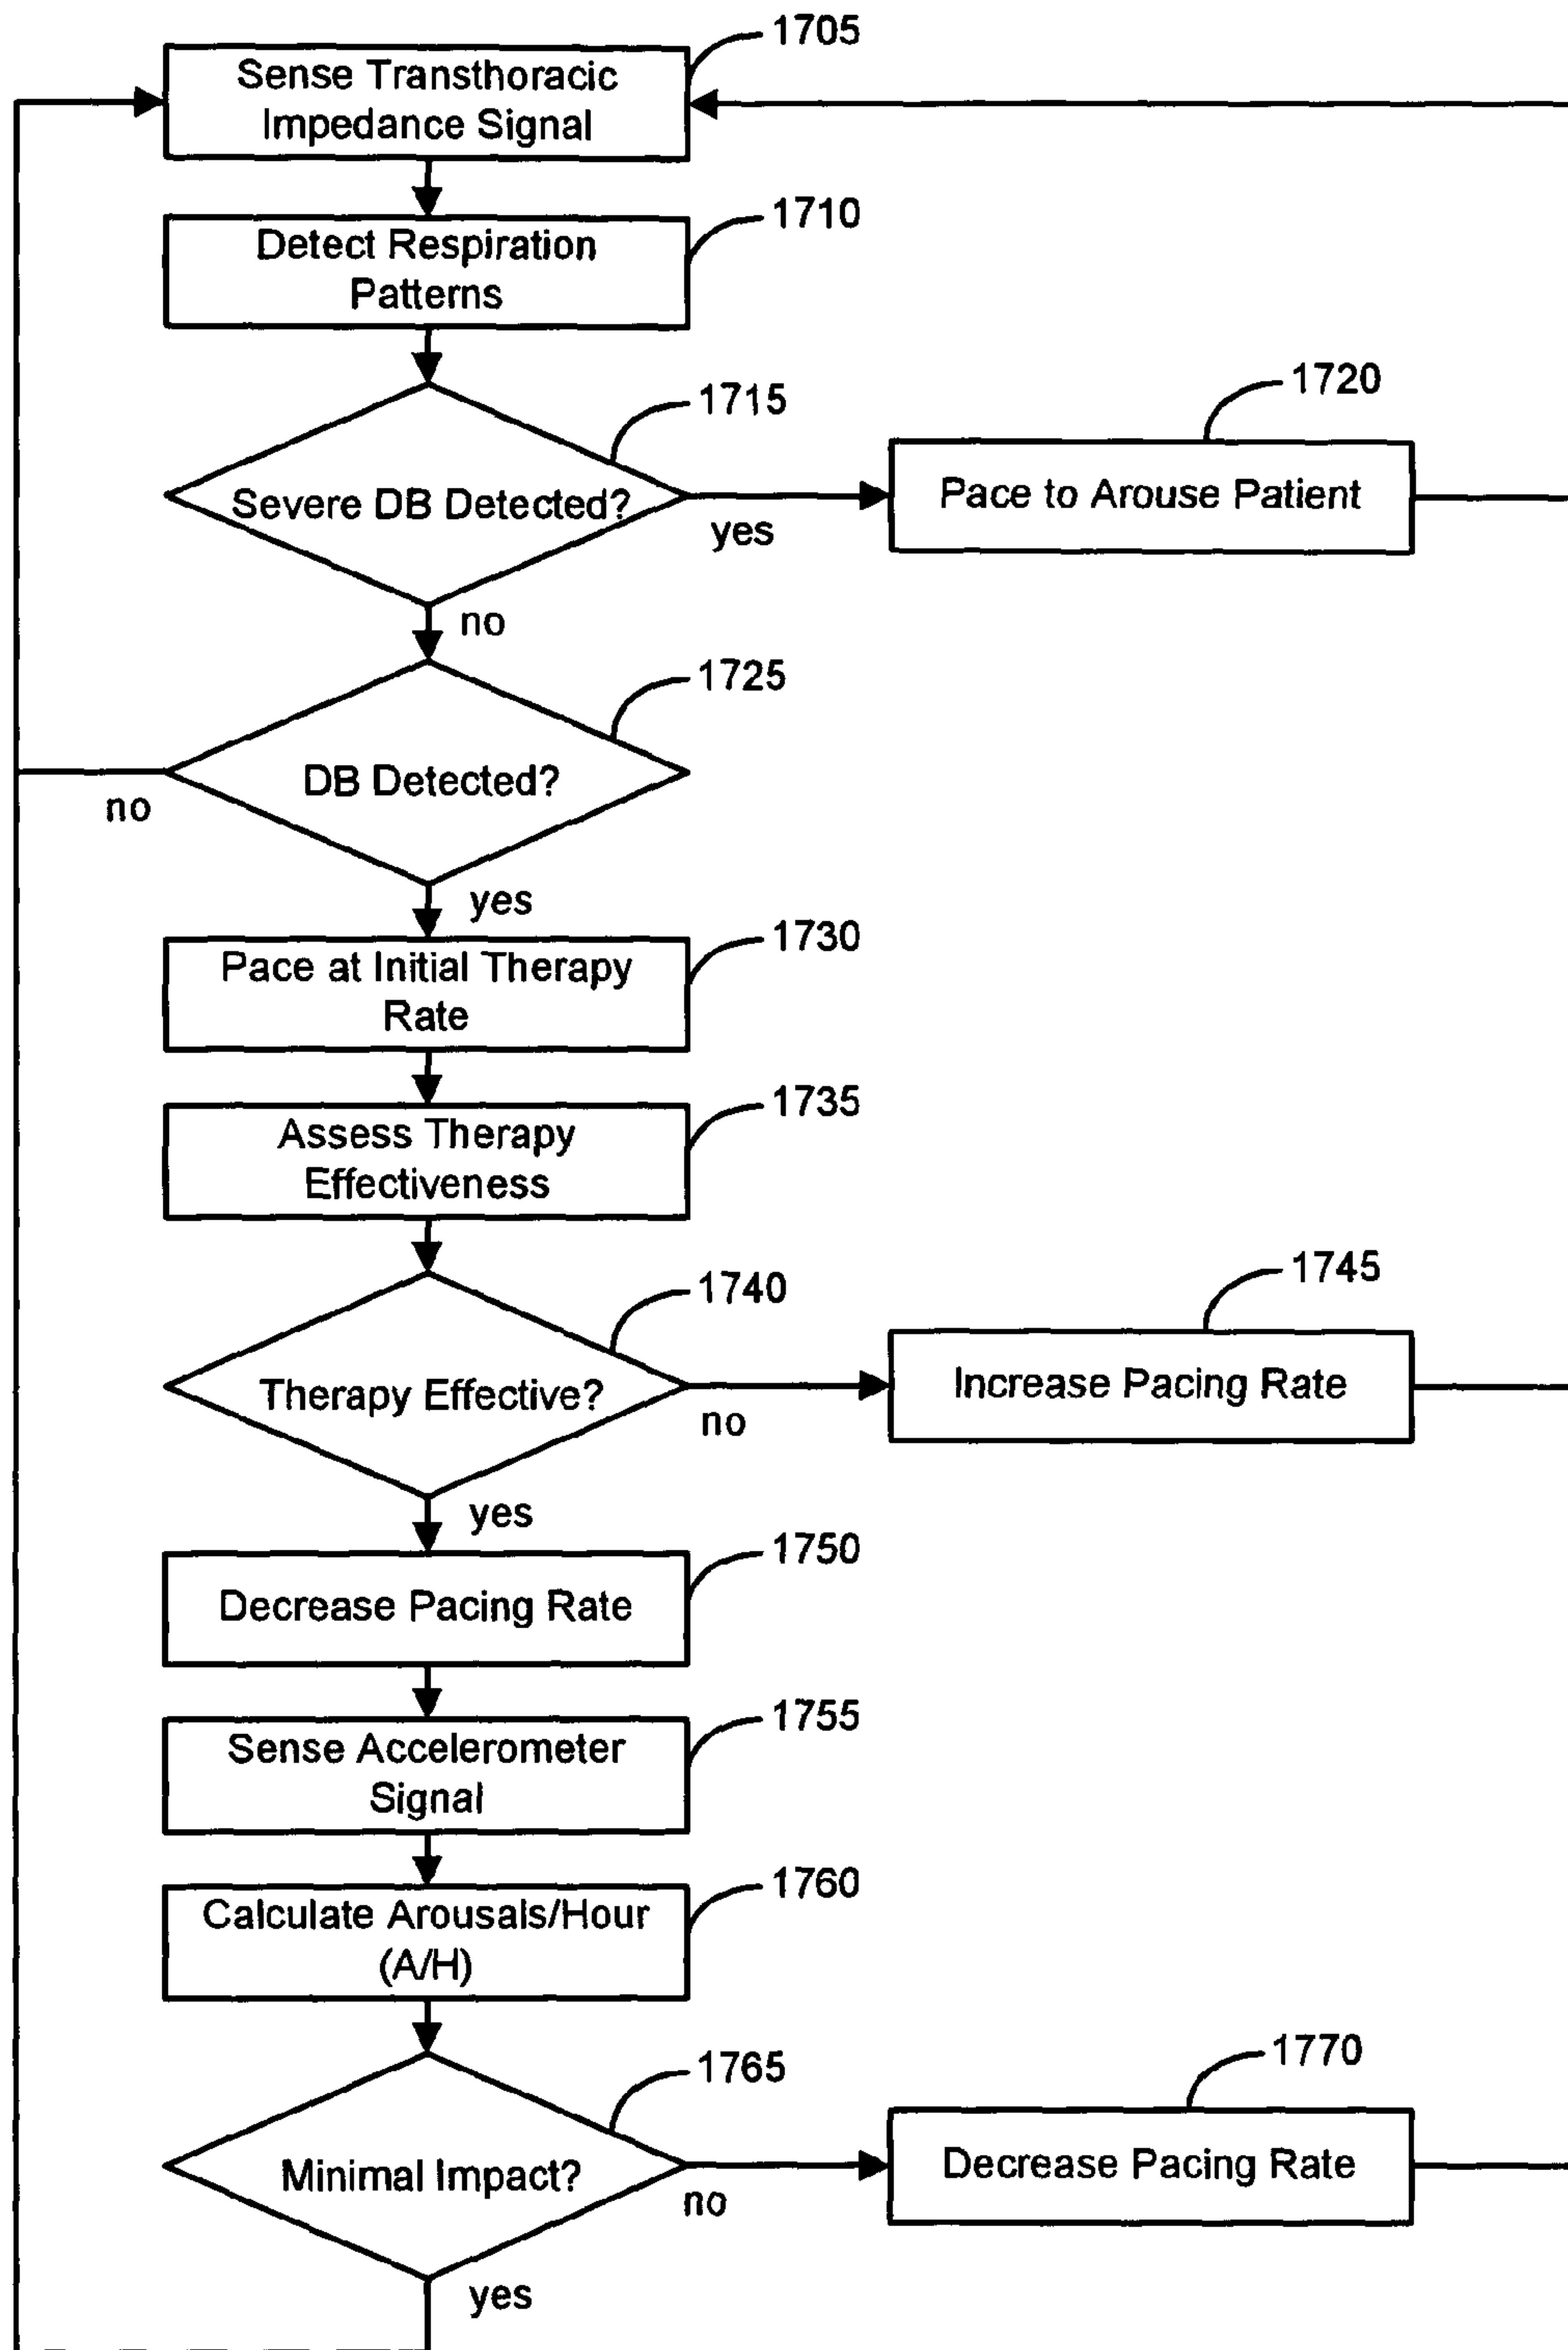 1705
Sense Transthoracic
Impedance Signal
1710
Detect Respiration
Patterns
1715
1720
Severe DB Detected?
yes
Pace to Arouse Patient
no
1725
DB Detected?
no
yes
1730
Pace at Initial Therapy
Rate
1735
Assess Therapy
Effectiveness
1740
1745
Therapy Effective?
no
Increase Pacing Rate
yes
1750
Decrease Pacing Rate
1755
Sense Accelerometer
Signal
1760
Calculate Arousals/Hour
(A/H)
1765
1770
Minimal Impact?
no
Decrease Pacing Rate
yes